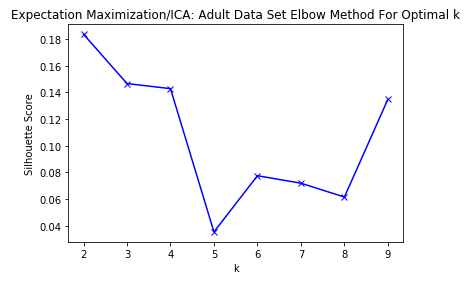 Expectation Maximization/ICA: Adult Data Set Elbow Method For Optimal k
0.18
0.16
0.14
0.12
0.10
0.08
0.06
0.04
Silhouette Score
2 3 4 5 6 7 8 9
k